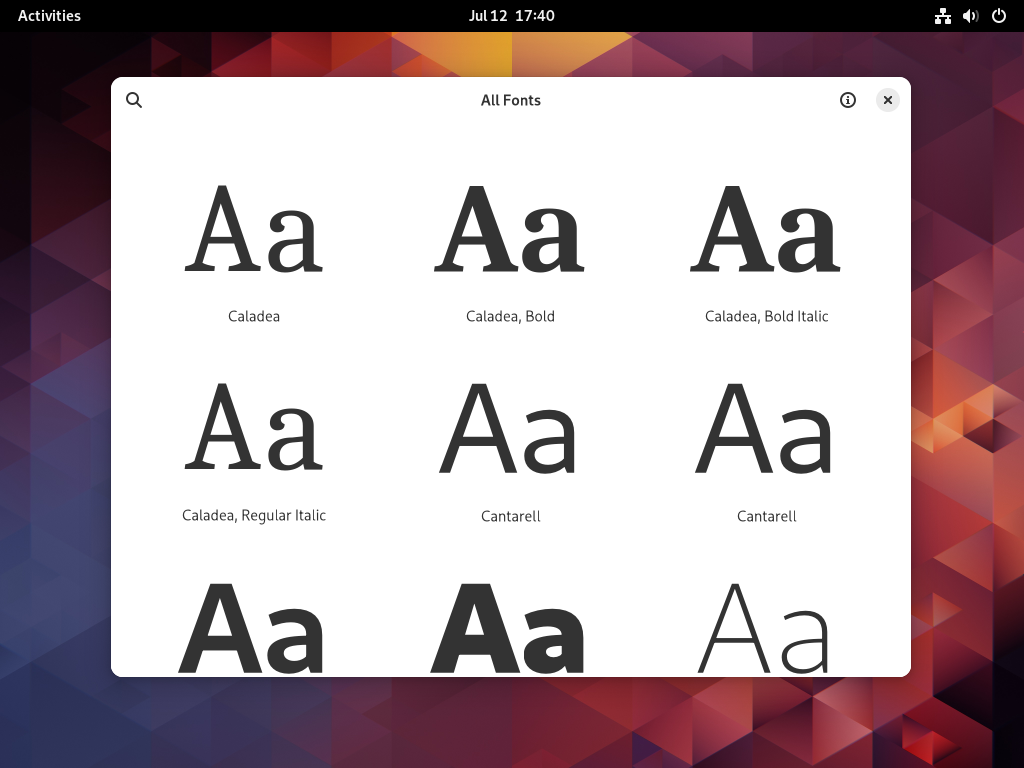 Activities
Jul 12 17:40
All Fonts
Aa
Aa
Aa
Caladea
Caladea, Bold
Caladea, Bold Italic
Aa
Aa
Aa
Caladea, Regular Italic
Cantarell
Cantarell
Aa
Aa
Aa